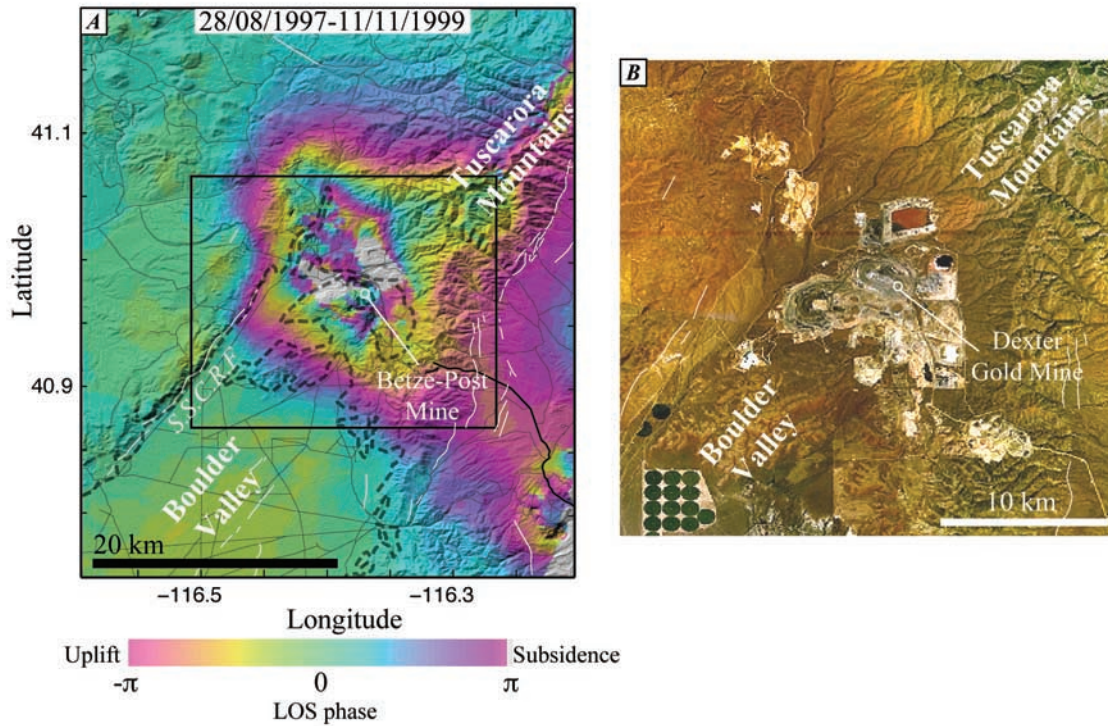 A
28/08/1997-11/11/1999
41.1
40.9
Latitude
Tuscarora
Mountains
Betze-Post
Mine
S.S.C.R.F.
Boulder
Valley
20 km
-116.5
-116.3
Longitude
Uplift
Subsidence
-π
0
π
LOS phase
B
Tuscarora
Mountains
Dexter
Gold Mine
Boulder
Valley
10 km